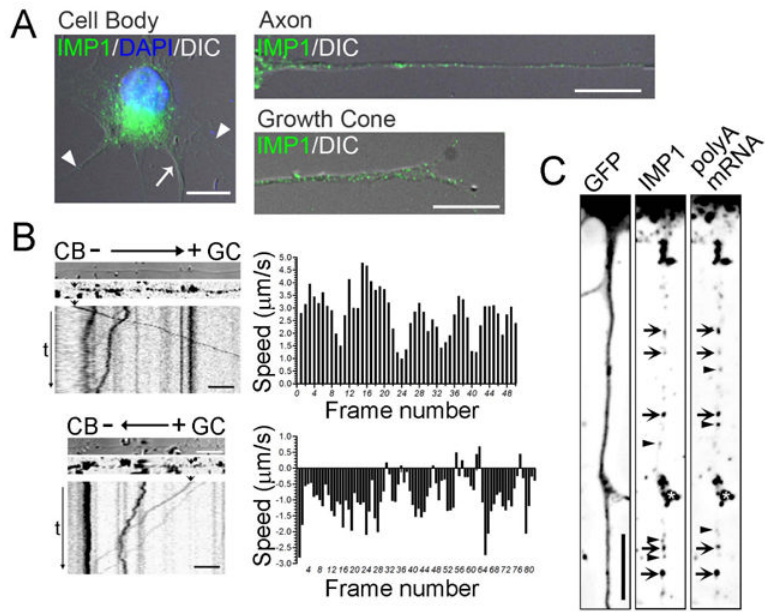 A
Cell Body
IMP1/DAPI/DIC
Axon
IMP1/DIC
Growth Cone
IMP1/DIC
B
CB - + GC
t
Speed (μm/s)
5.0
4.5
4.0
3.5
3.0
2.5
2.0
1.5
1.0
0.5
0.0
0 4 8 12 16 20 24 28 32 36 40 44 48
Frame number
CB - + GC
t
Speed (μm/s)
1.0
0.5
0.0
-0.5
-1.0
-1.5
-2.0
-2.5
-3.0
4 8 12 16 20 24 28 32 36 40 44 48 52 56 60 64 68 72 76 80
Frame number
C
GFP
IMP1
polyA
mRNA
*
*